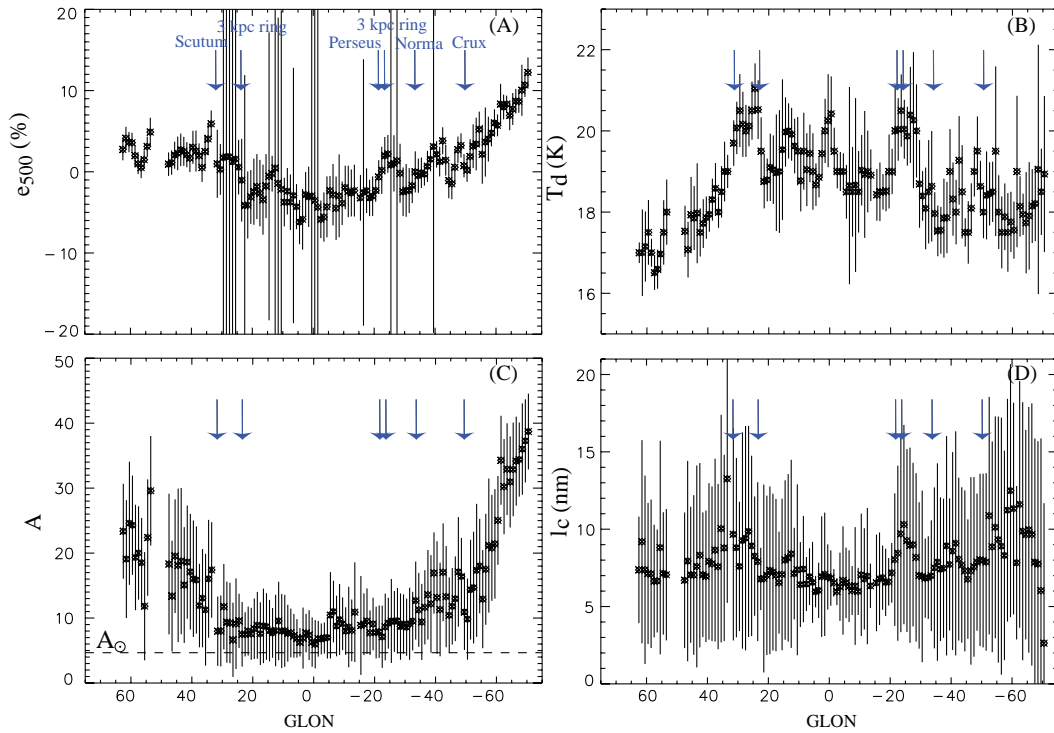 20
10
0
−10
−20
e500 (%)
(A)
3 kpc ring
Scutum
3 kpc ring
Perseus
Norma
Crux
22
20
18
16
Td (K)
(B)
50
40
30
20
10
0
A
A☉
(C)
60 40 20 0 −20 −40 −60
GLON
20
15
10
5
0
lc (nm)
(D)
60 40 20 0 −20 −40 −60
GLON